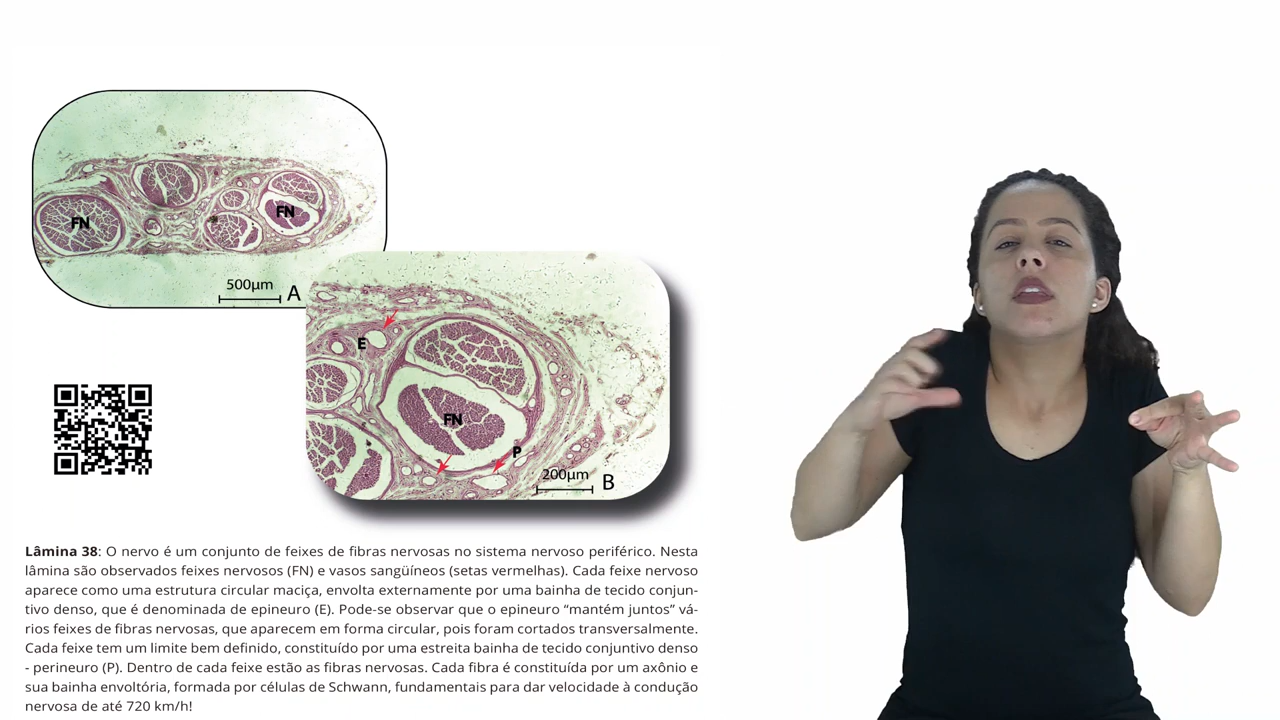 FN
FN
500µm
A
E
FN
P
200µm
B
Lâmina 38: O nervo é um conjunto de feixes de fibras nervosas no sistema nervoso periférico. Nesta
lâmina são observados feixes nervosos (FN) e vasos sangüíneos (setas vermelhas). Cada feixe nervoso
aparece como uma estrutura circular maciça, envolta externamente por uma bainha de tecido conjun-
tivo denso, que é denominada de epineuro (E). Pode-se observar que o epineuro “mantém juntos” vá-
rios feixes de fibras nervosas, que aparecem em forma circular, pois foram cortados transversalmente.
Cada feixe tem um limite bem definido, constituído por uma estreita bainha de tecido conjuntivo denso
- perineuro (P). Dentro de cada feixe estão as fibras nervosas. Cada fibra é constituída por um axônio e
sua bainha envoltória, formada por células de Schwann, fundamentais para dar velocidade à condução
nervosa de até 720 km/h!